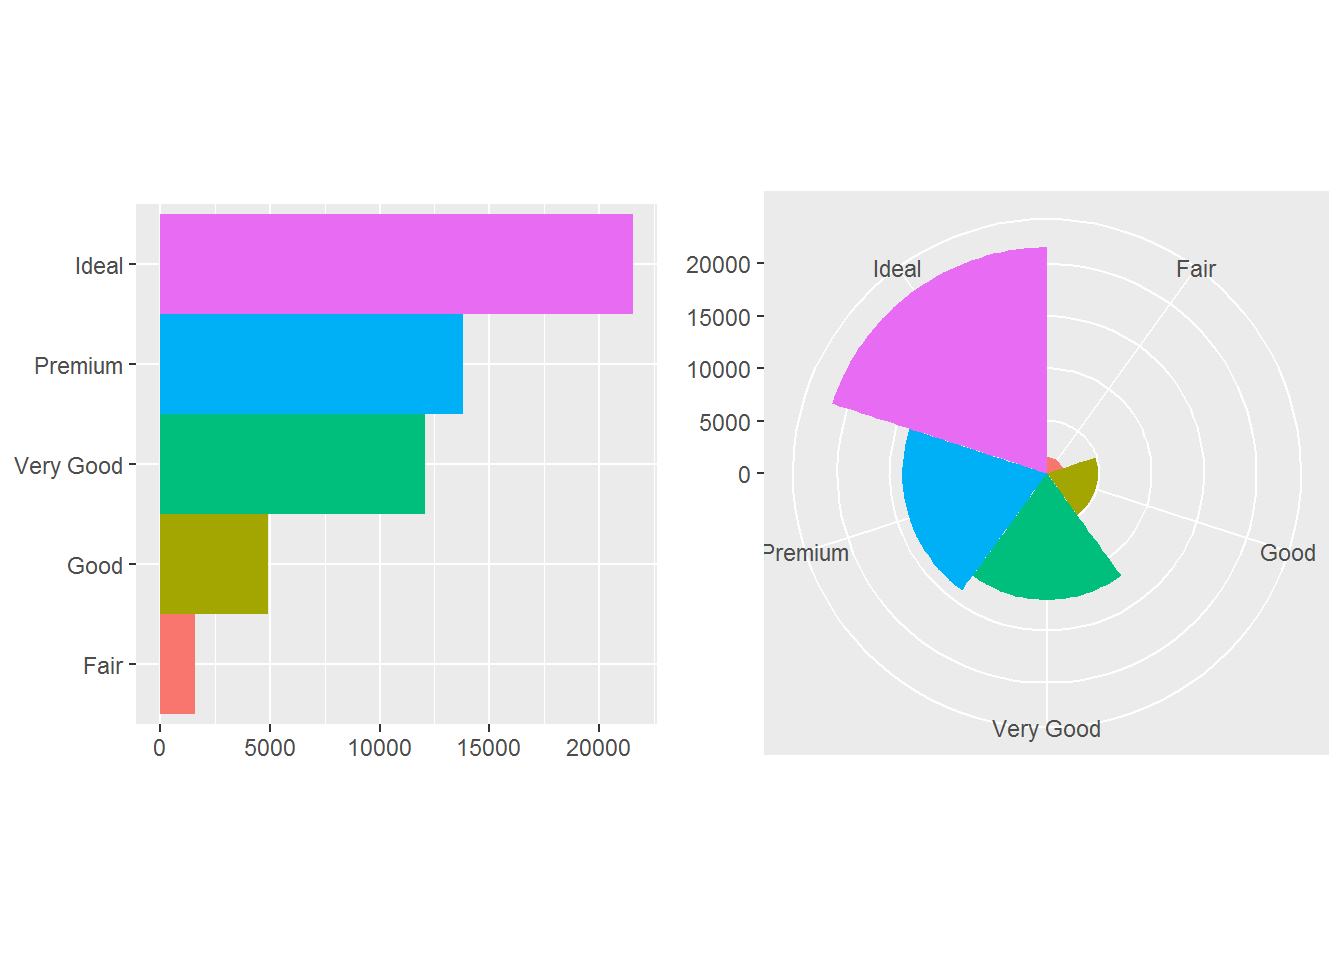 Ideal
Premium
Very Good
Good
Fair
0 5000 10000 15000 20000
20000
15000
10000
5000
0
Ideal Fair
Premium Good
Very Good